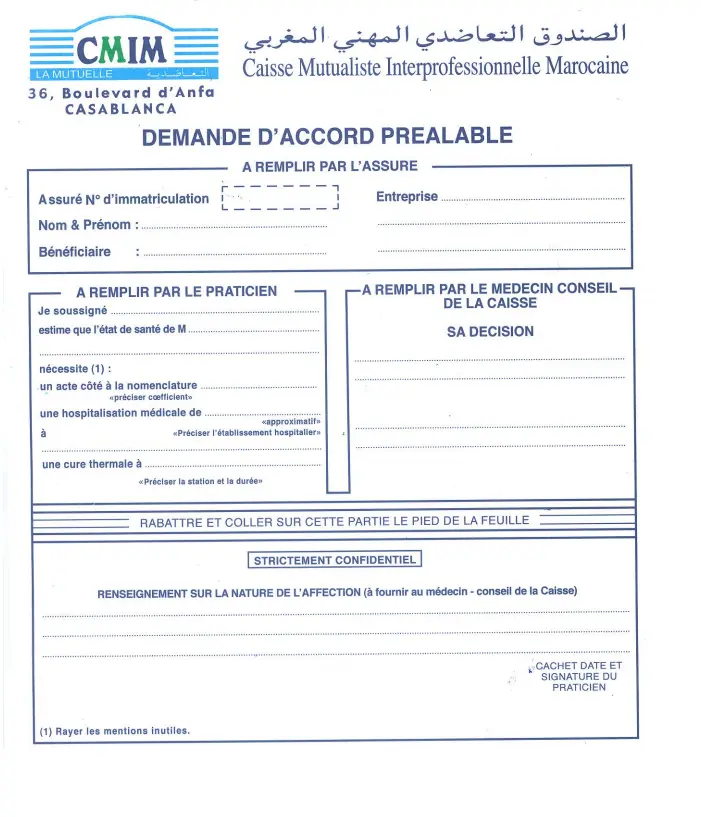 CMIM
LA MUTUELLE التعاضدية
36, Boulevard d'Anfa
CASABLANCA
الصندوق التعاضدي المهني المغربي
Caisse Mutualiste Interprofessionnelle Marocaine
DEMANDE D'ACCORD PREALABLE
A REMPLIR PAR L'ASSURE
Assuré N° d'immatriculation
Entreprise
Nom & Prénom :
Bénéficiaire :
A REMPLIR PAR LE PRATICIEN
Je soussigné
estime que l'état de santé de M
nécessite (1) :
un acte côté à la nomenclature
«préciser cœfficient»
une hospitalisation médicale de
«approximatif»
à «Préciser l'établissement hospitalier»
une cure thermale à
«Préciser la station et la durée»
A REMPLIR PAR LE MEDECIN CONSEIL
DE LA CAISSE
SA DECISION
RABATTRE ET COLLER SUR CETTE PARTIE LE PIED DE LA FEUILLE
STRICTEMENT CONFIDENTIEL
RENSEIGNEMENT SUR LA NATURE DE L'AFFECTION (à fournir au médecin - conseil de la Caisse)
CACHET DATE ET
SIGNATURE DU
PRATICIEN
(1) Rayer les mentions inutiles.